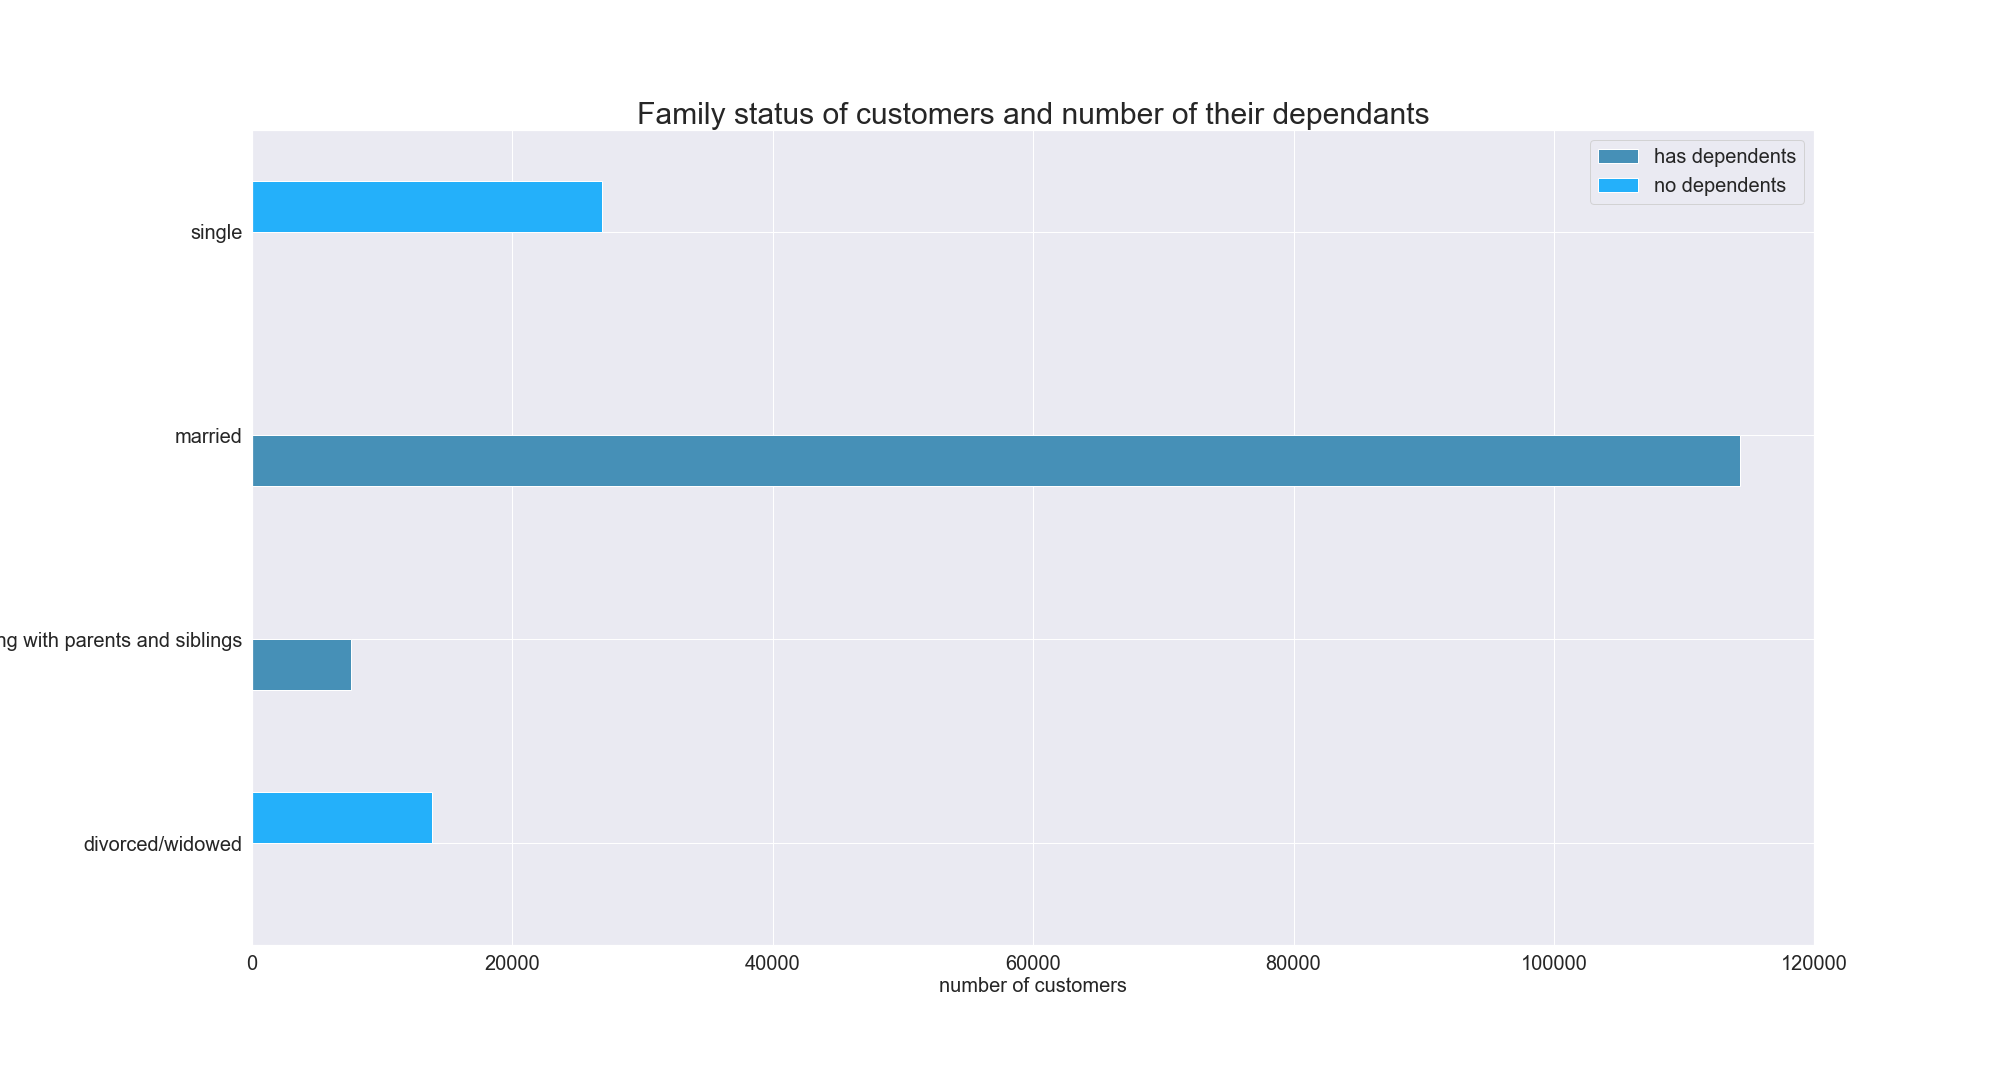 Family status of customers and number of their dependants
has dependents
no dependents
single
married
with parents and siblings
divorced/widowed
0 20000 40000 60000 80000 100000 120000
number of customers